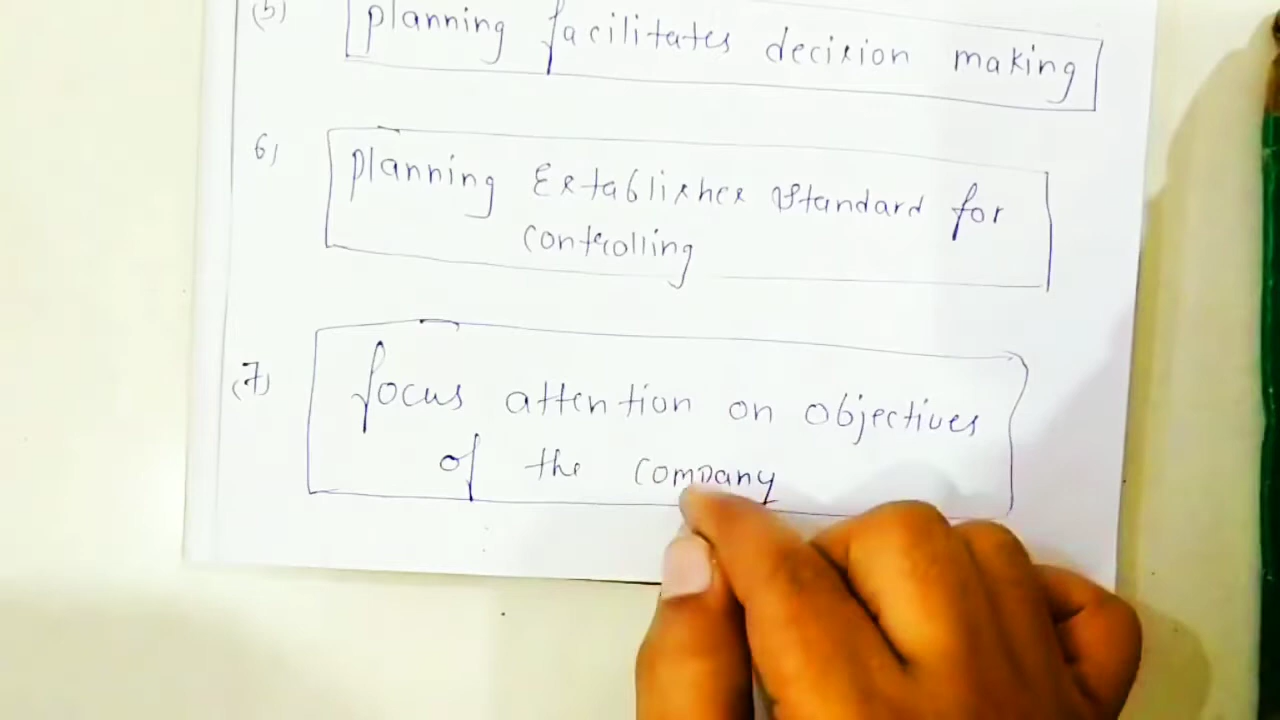 (5) planning facilitates decision making
6) planning Establishes standard for
controlling
(7) focus attention on objectives
of the company